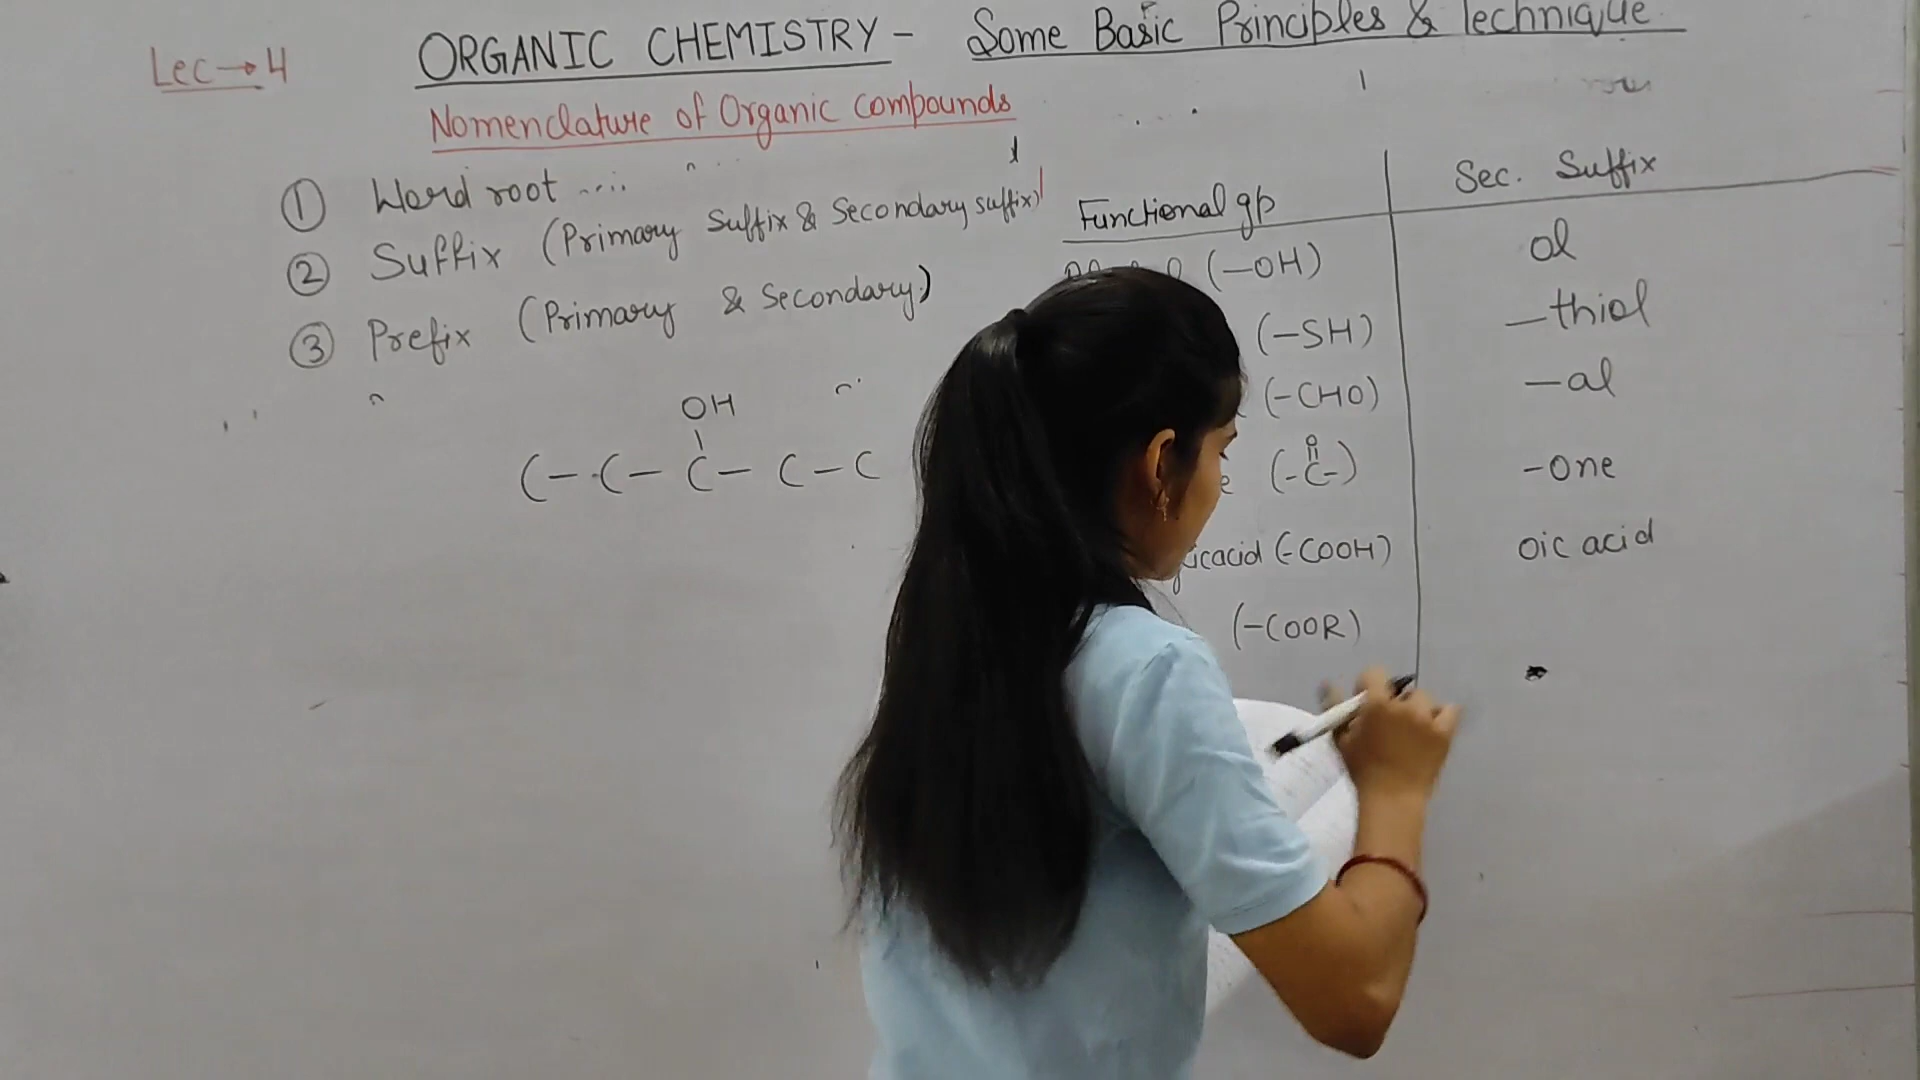 Lec → 4
ORGANIC CHEMISTRY - Some Basic Principles & Technique
Nomenclature of Organic compounds
① Word root ....
② Suffix (Primary Suffix & Secondary suffix)
③ Prefix (Primary & Secondary)
OH
C - C - C - C - C
Functional gp Sec. Suffix
(-OH) ol
(-SH) -thiol
(-CHO) -al
O
(-C-) -one
icacid (-COOH) oic acid
(-COOR)